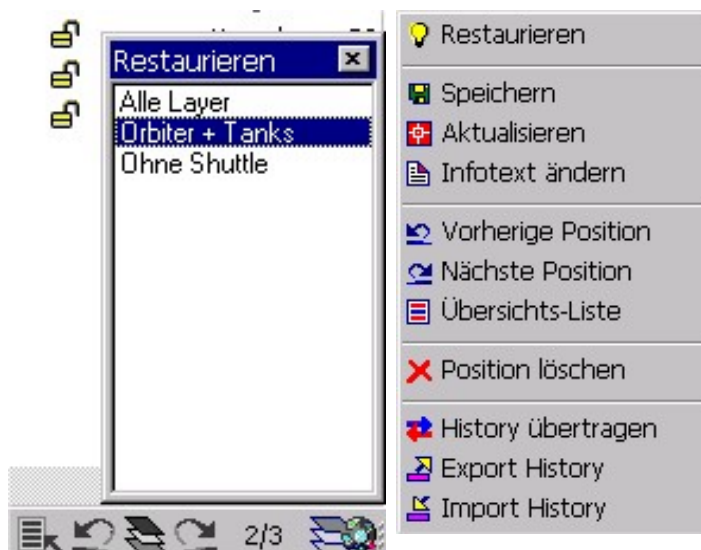 Restaurieren
Alle Layer
Orbiter + Tanks
Ohne Shuttle
2/3
Restaurieren
Speichern
Aktualisieren
Infotext ändern
Vorherige Position
Nächste Position
Übersichts-Liste
Position löschen
History übertragen
Export History
Import History